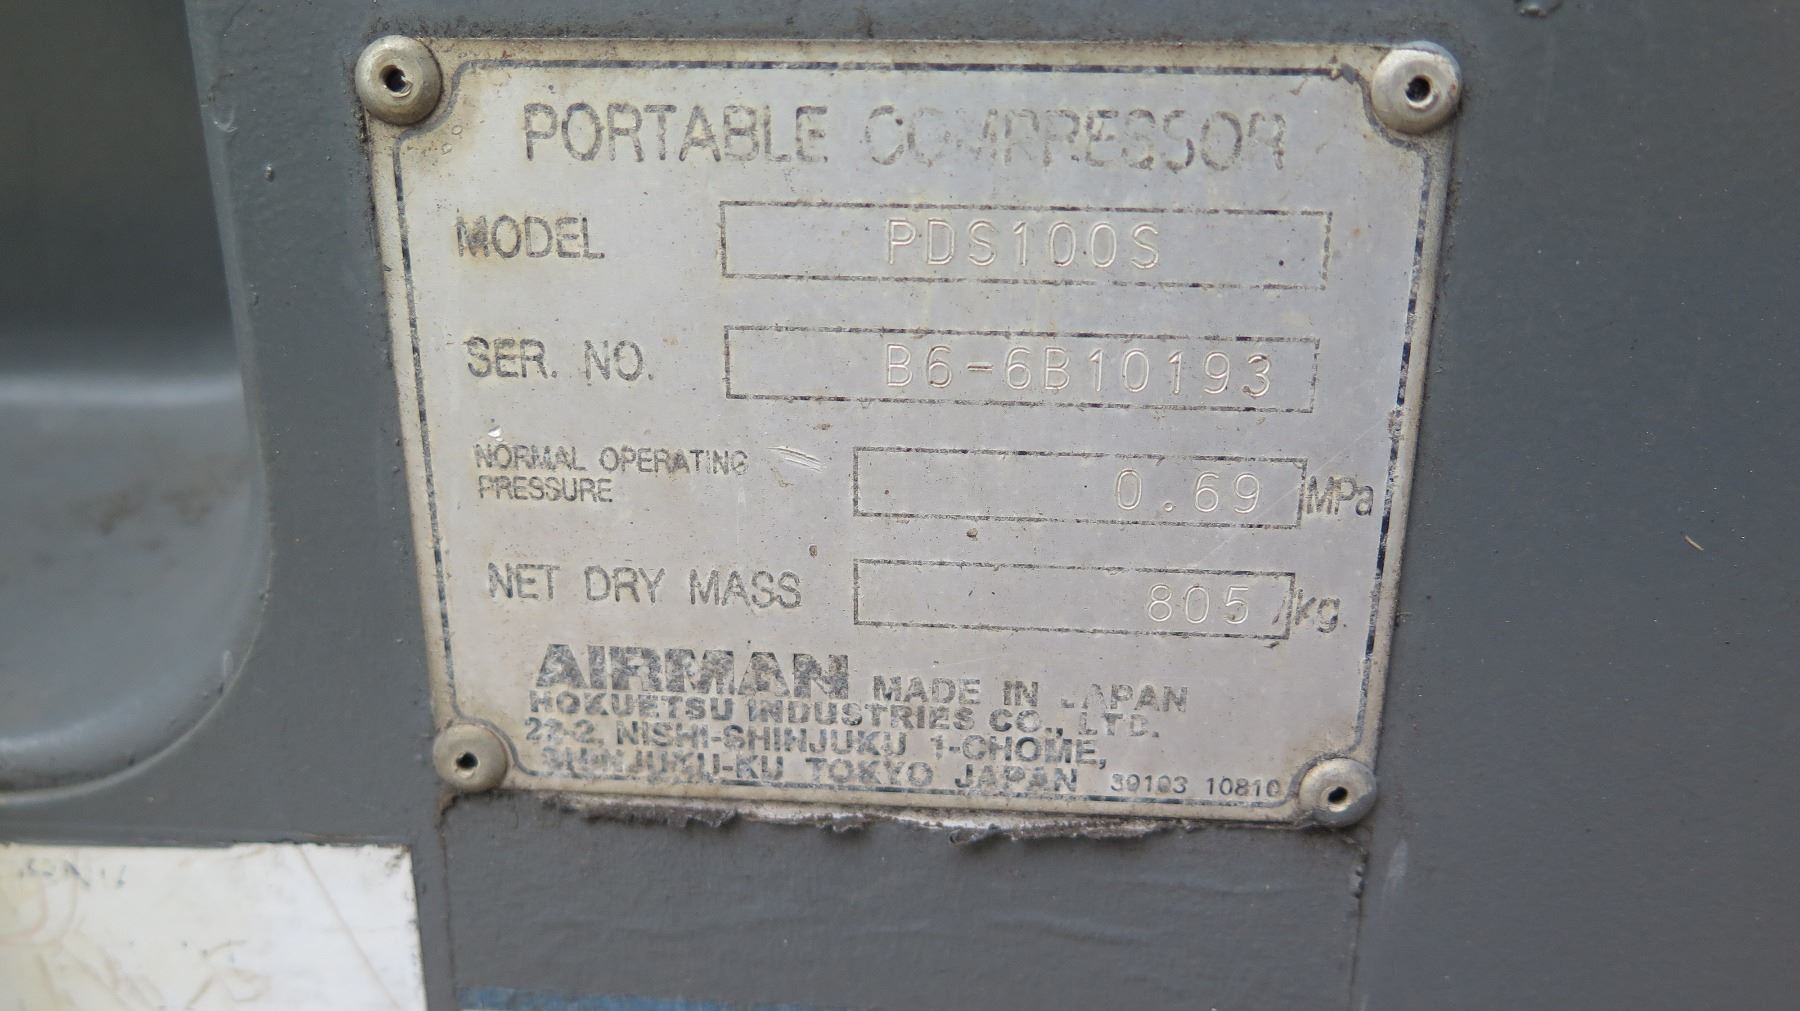 PORTABLE COMPRESSOR
MODEL PDS100S
SER. NO. B6-6B10193
NORMAL OPERATING
PRESSURE 0.69 MPa
NET DRY MASS 805 kg.
AIRMAN MADE IN JAPAN
HOKUETSU INDUSTRIES CO., LTD.
22-2, NISHI-SHINJUKU 1-CHOME,
SHINJUKU-KU TOKYO JAPAN 39103 10810